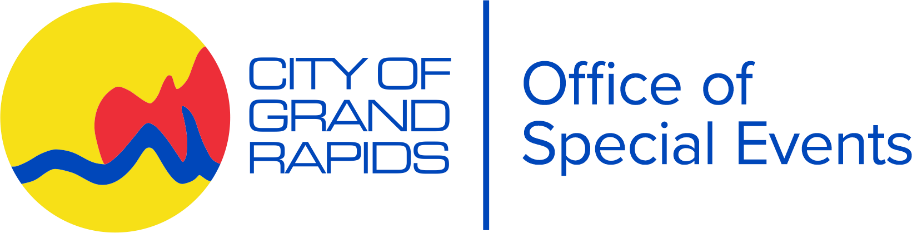 CITY OF
GRAND
RAPIDS
Office of
Special Events